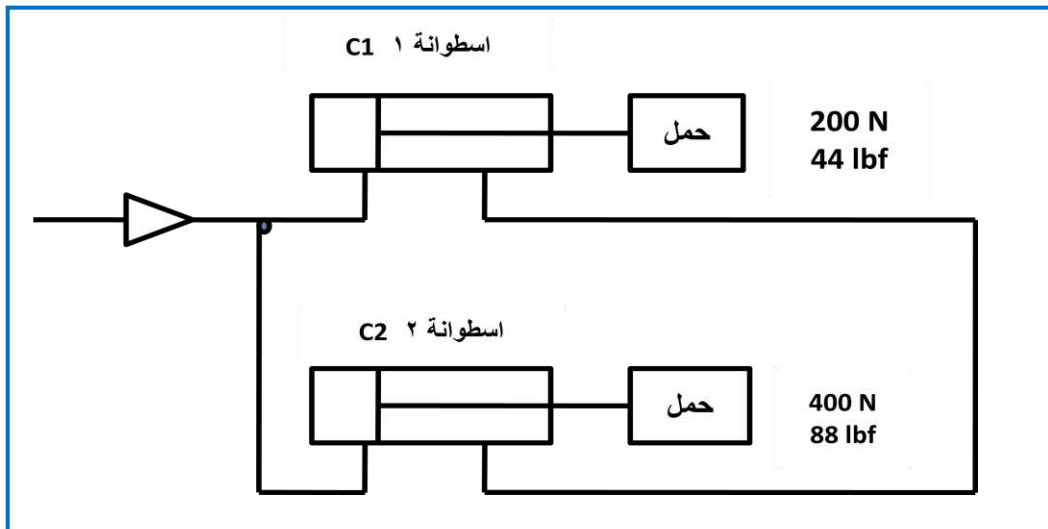 اسطوانة ١ C1
حمل
200 N
44 lbf
اسطوانة ٢ C2
حمل
400 N
88 lbf